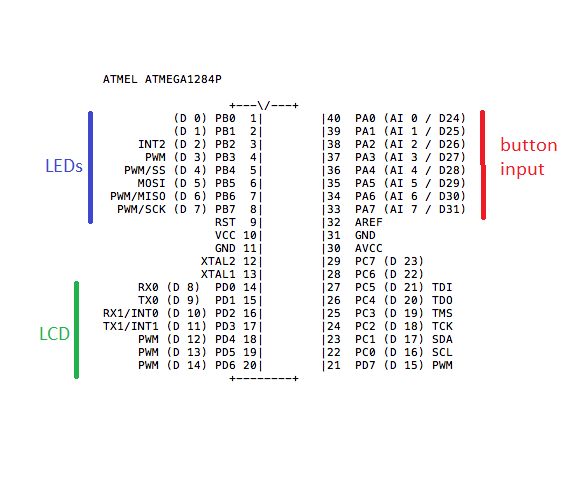 ATMEL ATMEGA1284P
+---\/---+
(D 0) PB0 1| |40 PA0 (AI 0 / D24)
(D 1) PB1 2| |39 PA1 (AI 1 / D25)
INT2 (D 2) PB2 3| |38 PA2 (AI 2 / D26)
PWM (D 3) PB3 4| |37 PA3 (AI 3 / D27)
PWM/SS (D 4) PB4 5| |36 PA4 (AI 4 / D28)
MOSI (D 5) PB5 6| |35 PA5 (AI 5 / D29)
PWM/MISO (D 6) PB6 7| |34 PA6 (AI 6 / D30)
PWM/SCK (D 7) PB7 8| |33 PA7 (AI 7 / D31)
RST 9| |32 AREF
VCC 10| |31 GND
GND 11| |30 AVCC
XTAL2 12| |29 PC7 (D 23)
XTAL1 13| |28 PC6 (D 22)
RX0 (D 8) PD0 14| |27 PC5 (D 21) TDI
TX0 (D 9) PD1 15| |26 PC4 (D 20) TDO
RX1/INT0 (D 10) PD2 16| |25 PC3 (D 19) TMS
TX1/INT1 (D 11) PD3 17| |24 PC2 (D 18) TCK
PWM (D 12) PD4 18| |23 PC1 (D 17) SDA
PWM (D 13) PD5 19| |22 PC0 (D 16) SCL
PWM (D 14) PD6 20| |21 PD7 (D 15) PWM
+--------+
LEDs
LCD
button
input